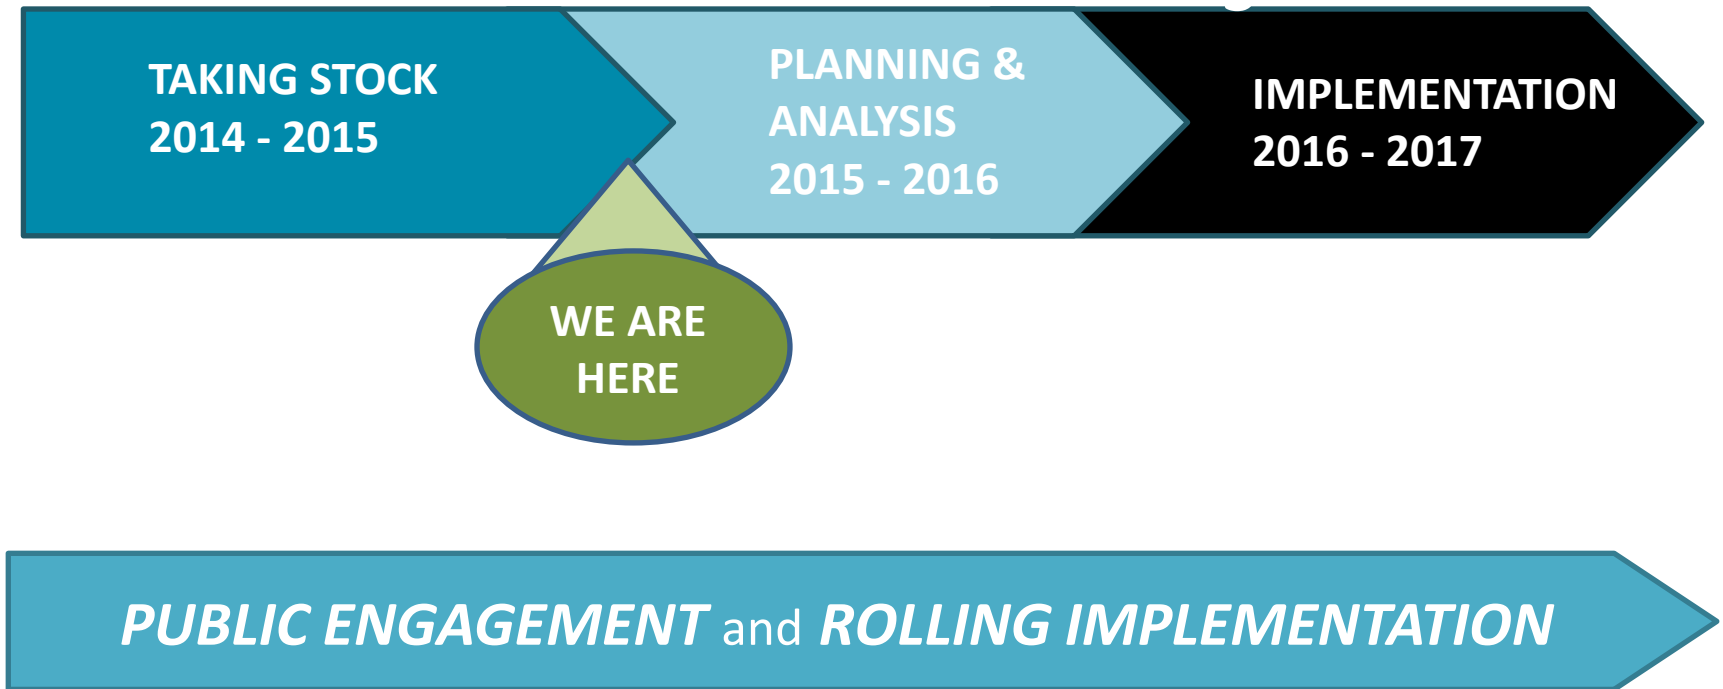 TAKING STOCK
2014 - 2015
PLANNING &
ANALYSIS
2015 - 2016
IMPLEMENTATION
2016 - 2017
WE ARE
HERE
PUBLIC ENGAGEMENT and ROLLING IMPLEMENTATION